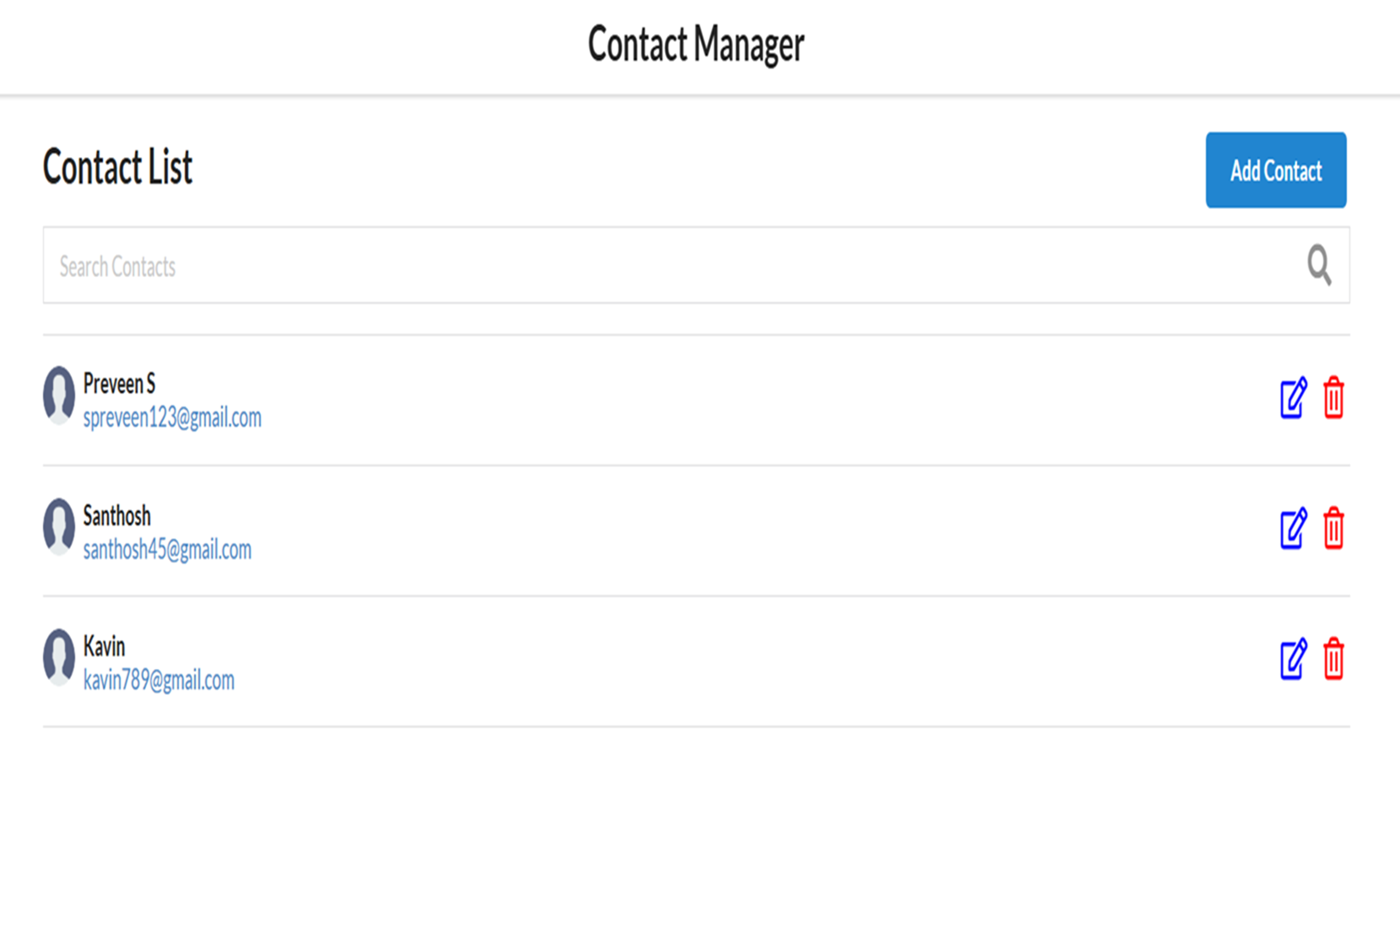 Contact Manager
Contact List
Add Contact
Search Contacts
Preveen S
spreveen123@gmail.com
Santhosh
santhosh45@gmail.com
Kavin
kavin789@gmail.com